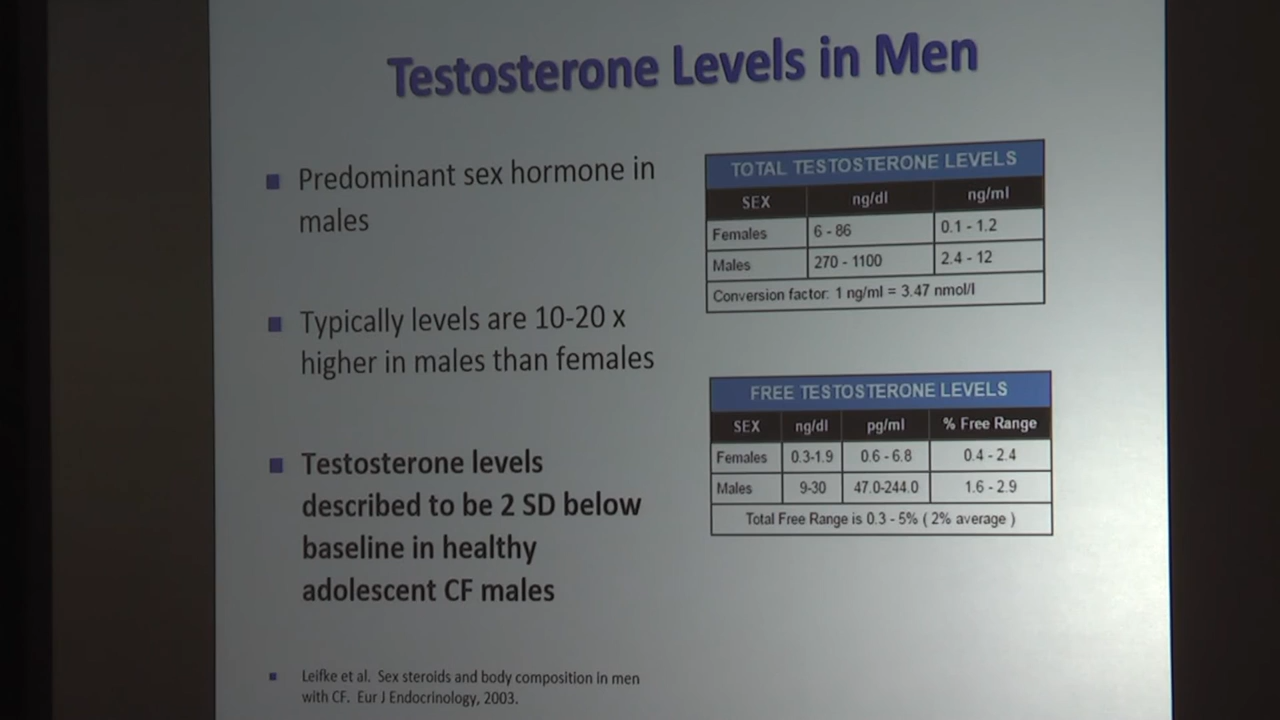 Testosterone Levels in Men
■ Predominant sex hormone in
males
■ Typically levels are 10-20 x
higher in males than females
■ Testosterone levels
described to be 2 SD below
baseline in healthy
adolescent CF males
■ Leifke et al. Sex steroids and body composition in men
with CF. Eur J Endocrinology, 2003.
TOTAL TESTOSTERONE LEVELS
SEX ng/dl ng/ml
Females 6 - 86 0.1 - 1.2
Males 270 - 1100 2.4 - 12
Conversion factor: 1 ng/ml = 3.47 nmol/l
FREE TESTOSTERONE LEVELS
SEX ng/dl pg/ml % Free Range
Females 0.3-1.9 0.6 - 6.8 0.4 - 2.4
Males 9-30 47.0-244.0 1.6 - 2.9
Total Free Range is 0.3 - 5% ( 2% average )